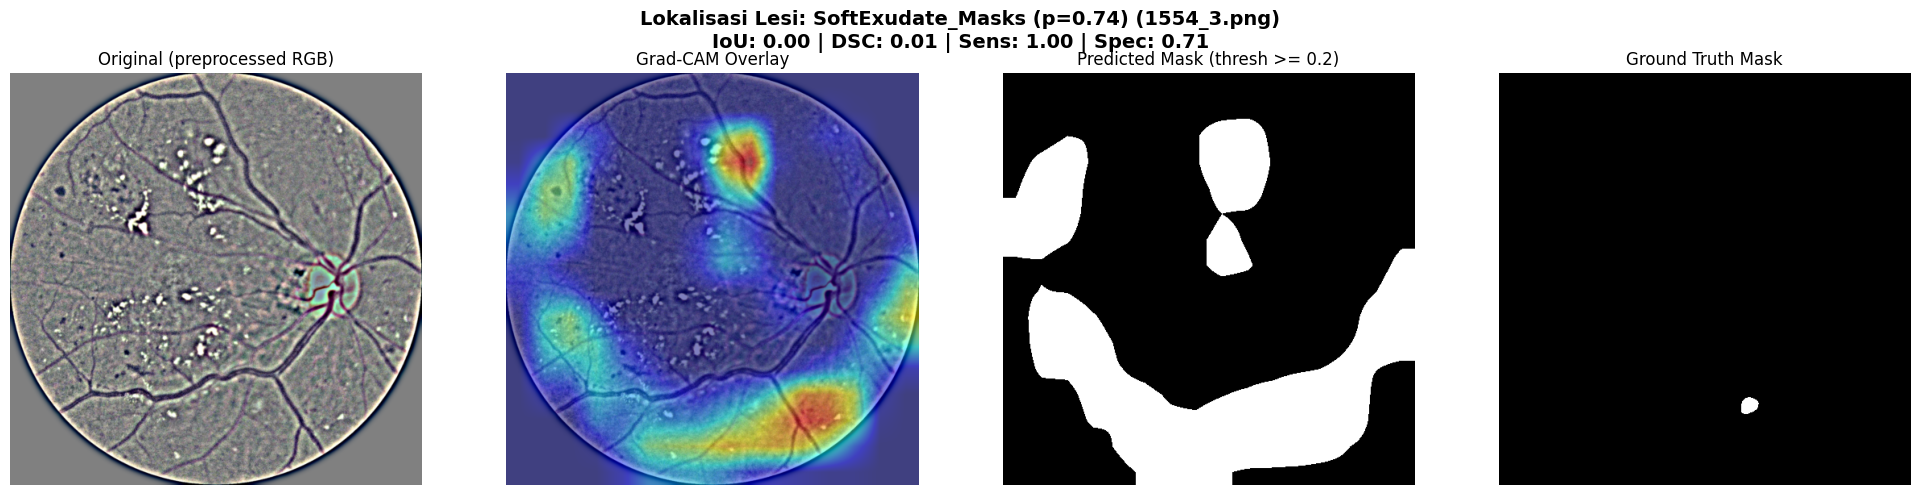 Lokalisasi Lesi: SoftExudate_Masks (p=0.74) (1554_3.png)
IoU: 0.00 | DSC: 0.01 | Sens: 1.00 | Spec: 0.71
Original (preprocessed RGB)
Grad-CAM Overlay
Predicted Mask (thresh >= 0.2)
Ground Truth Mask